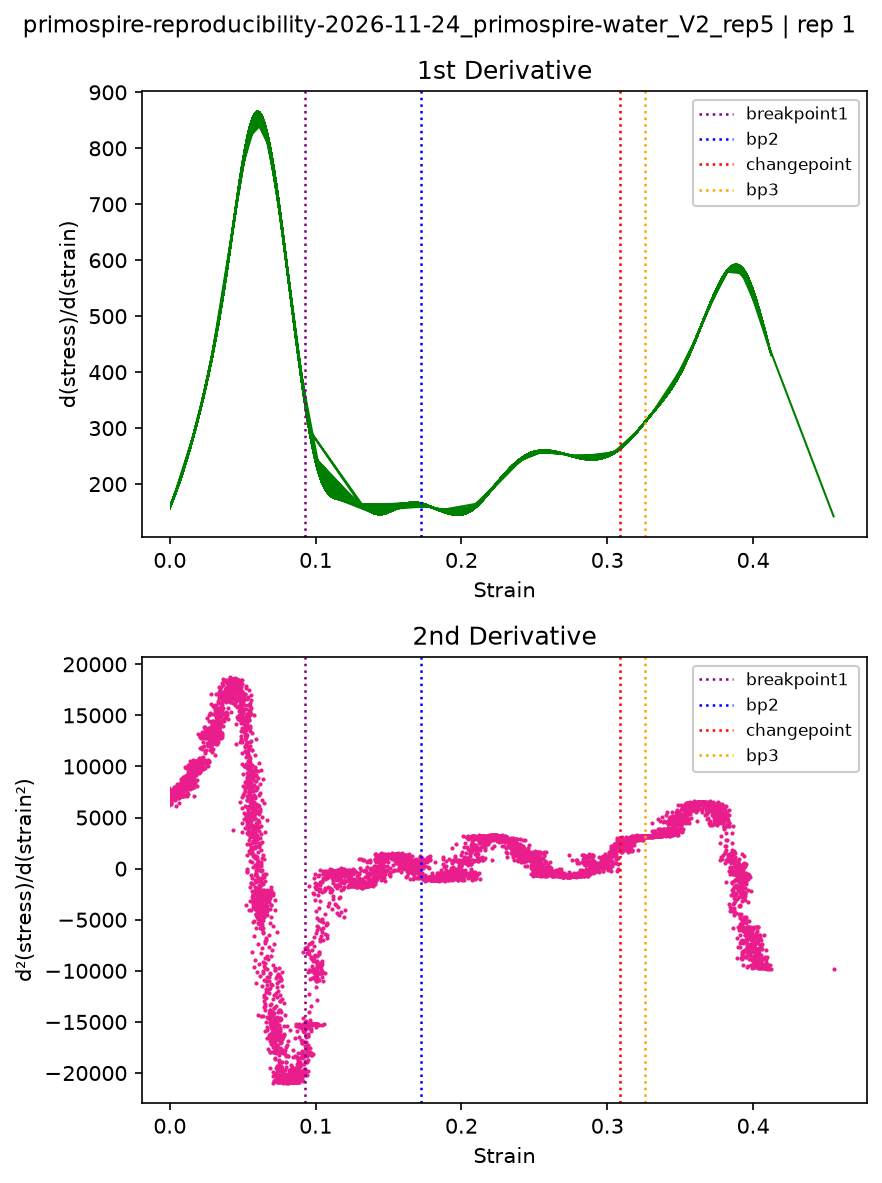 primospire-reproducibility-2026-11-24_primospire-water_V2_rep5 | rep 1
1st Derivative
900
800
700
600
500
400
300
200
d(stress)/d(strain)
breakpoint1
bp2
changepoint
bp3
0.0
0.1
0.2
0.3
0.4
Strain
2nd Derivative
20000
15000
10000
5000
0
−5000
−10000
−15000
−20000
d²(stress)/d(strain²)
breakpoint1
bp2
changepoint
bp3
0.0
0.1
0.2
0.3
0.4
Strain